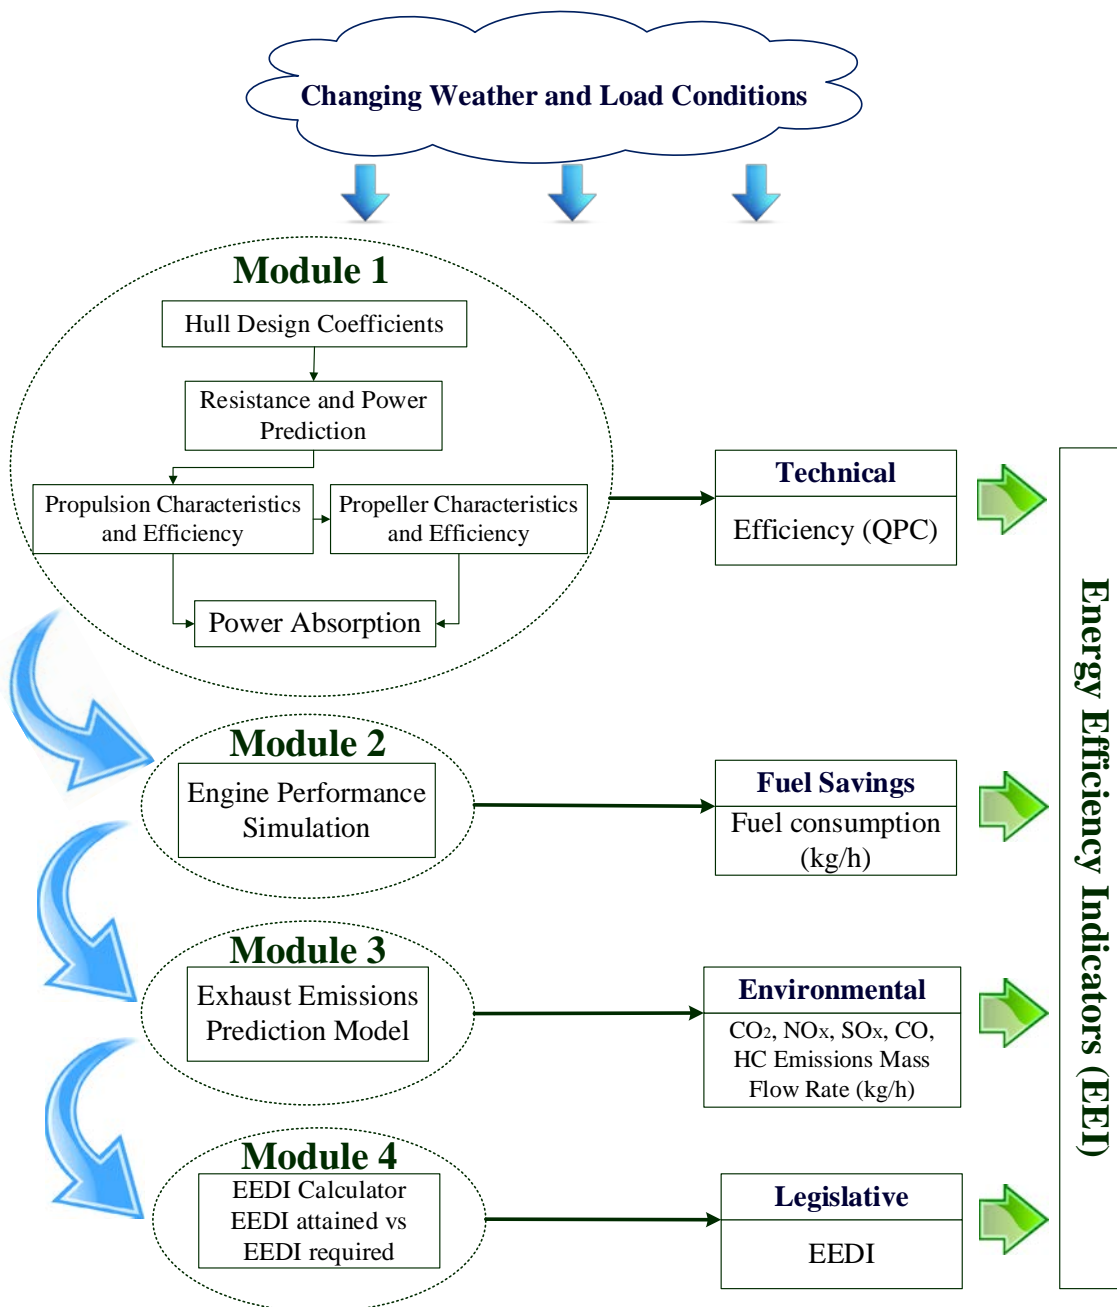 Changing Weather and Load Conditions
Module 1
Hull Design Coefficients
Resistance and Power
Prediction
Propulsion Characteristics
and Efficiency
Propeller Characteristics
and Efficiency
Power Absorption
Technical
Efficiency (QPC)
Module 2
Engine Performance
Simulation
Fuel Savings
Fuel consumption
(kg/h)
Module 3
Exhaust Emissions
Prediction Model
Environmental
CO2, NOX, SOX, CO,
HC Emissions Mass
Flow Rate (kg/h)
Module 4
EEDI Calculator
EEDI attained vs
EEDI required
Legislative
EEDI
Energy Efficiency Indicators (EEI)